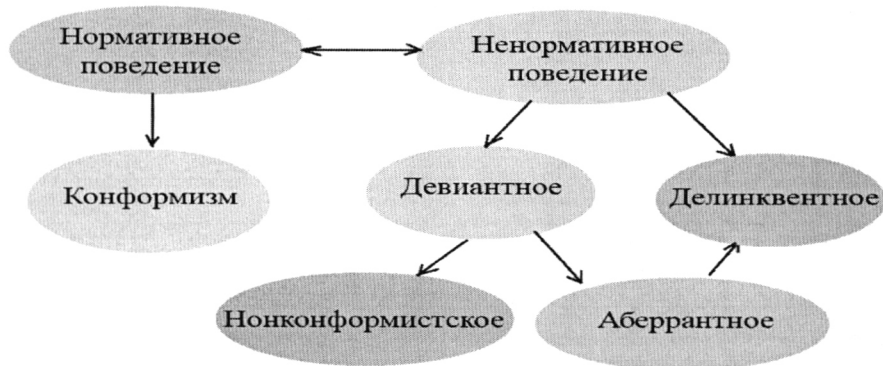 Нормативное
поведение
Ненормативное
поведение
Конформизм
Девиантное
Делинквентное
Нонконформистское
Аберрантное